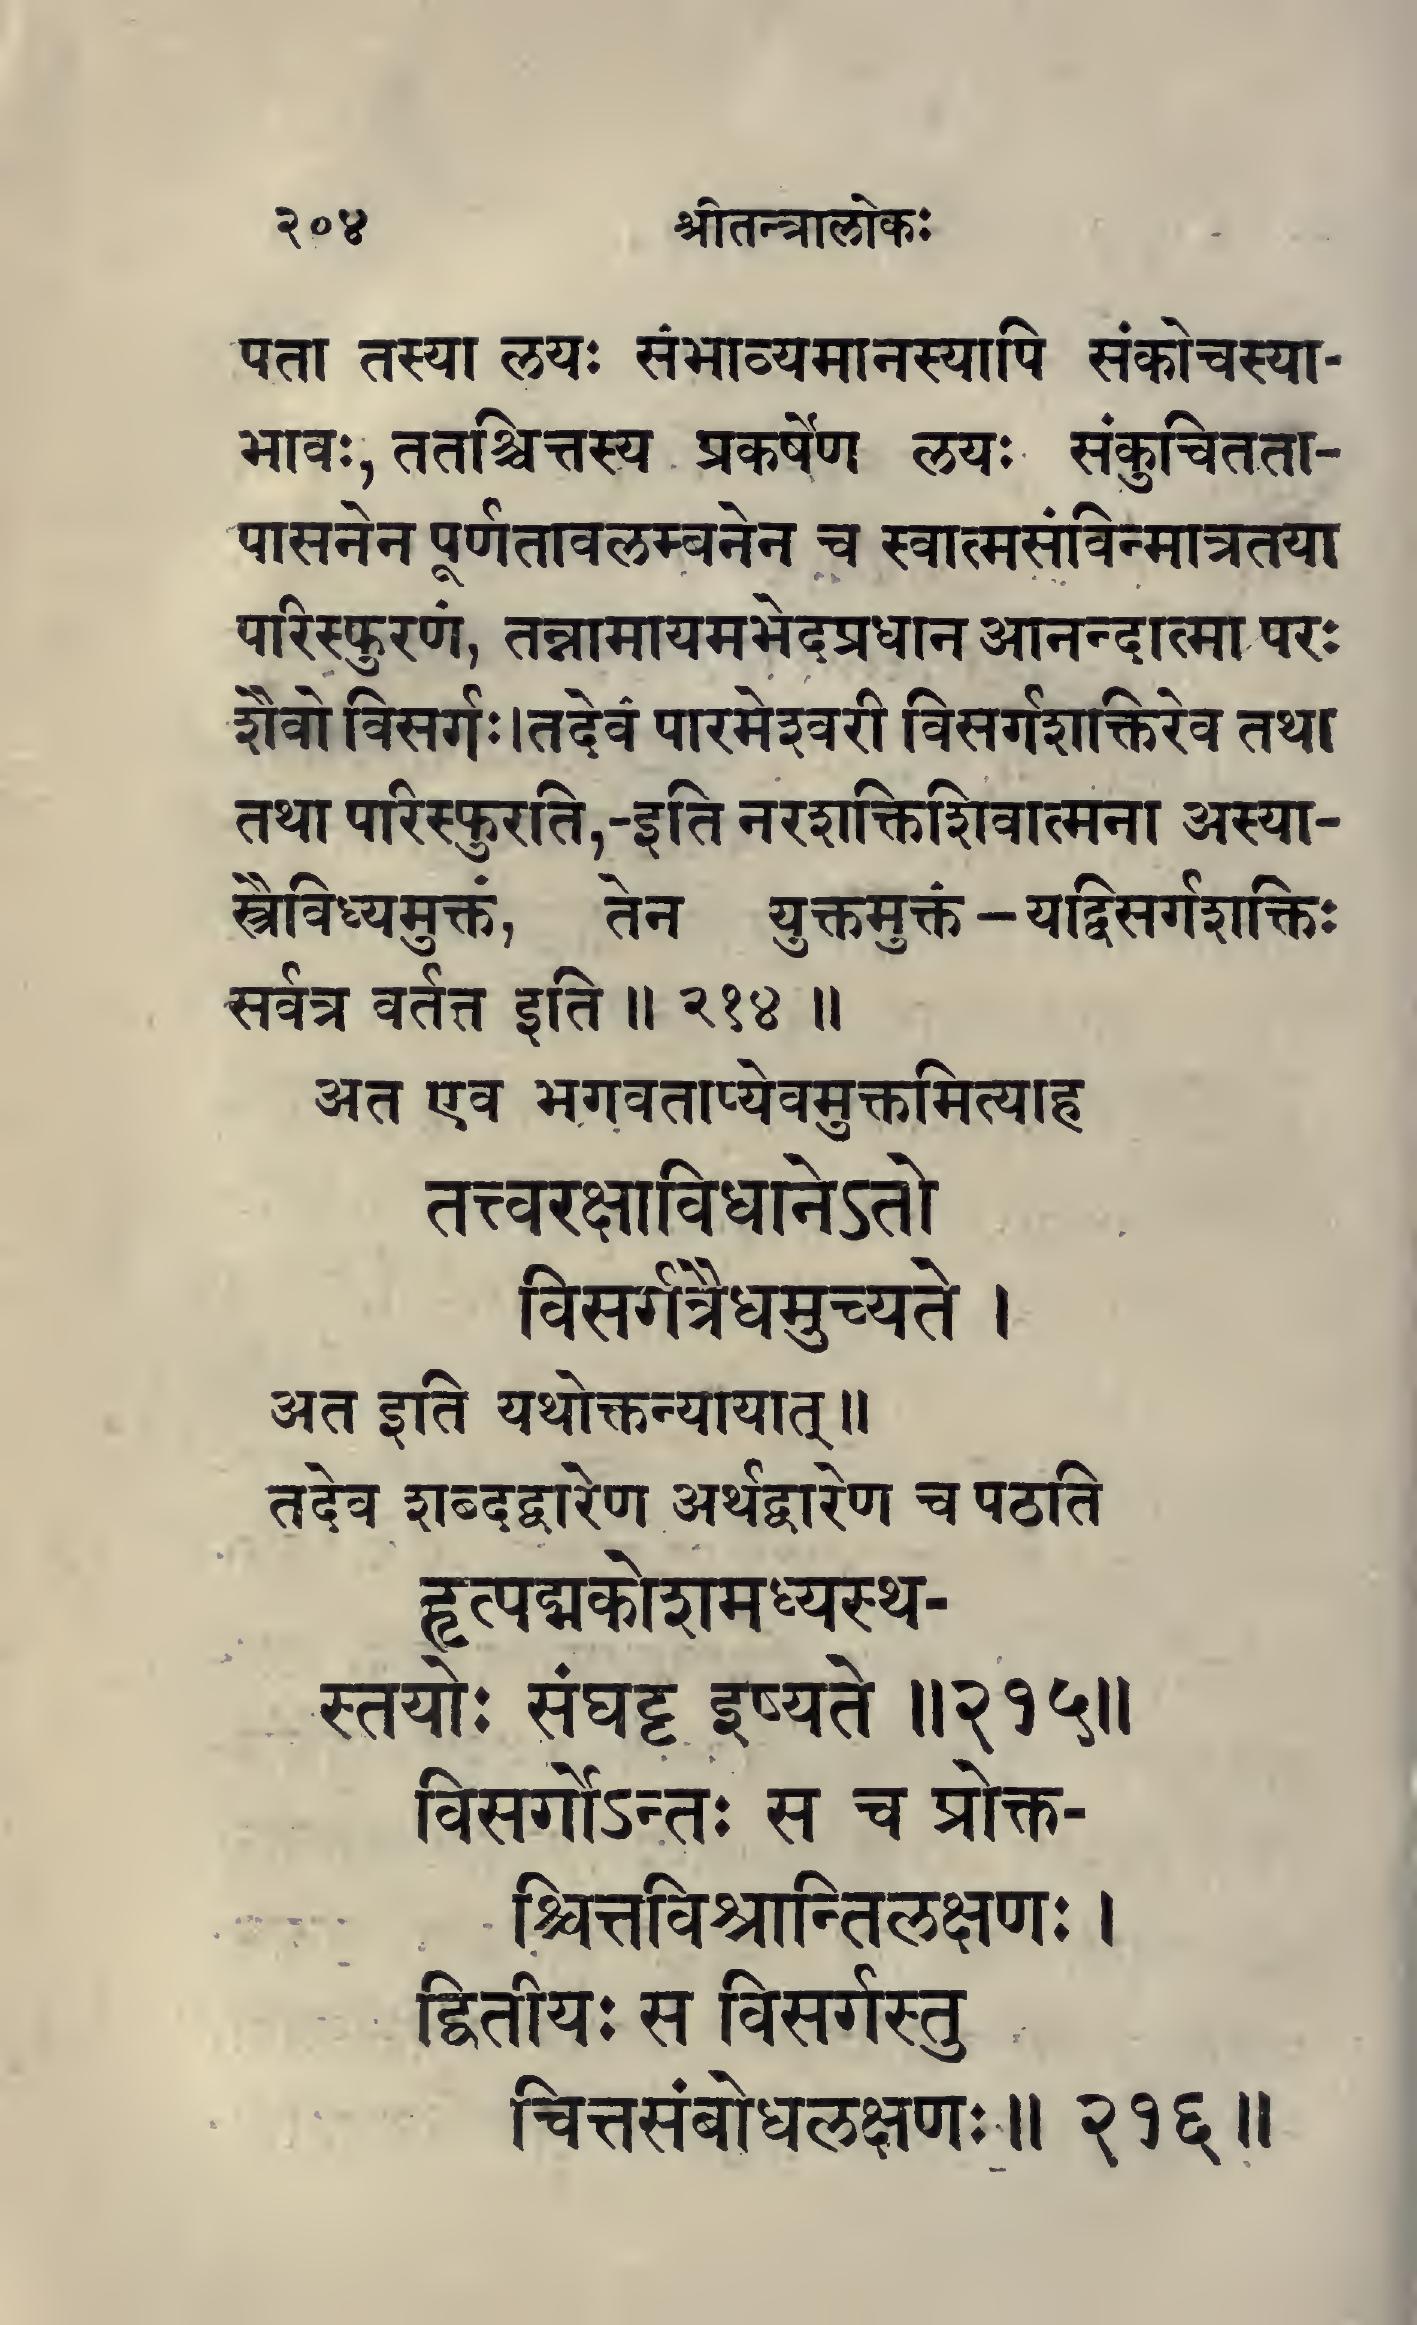 २०४ श्रीतन्त्रालोकः
पता तस्या लयः संभाव्यमानस्यापि संकोचस्या-
भावः, ततश्चित्तस्य प्रकर्षेण लयः संकुचितता-
पासनेन पूर्णतावलम्बनेन च स्वात्मसंविन्मात्रतया
परिस्फुरणं, तन्नामायमभेदप्रधान आनन्दात्मा परः
शैवो विसर्गः। तदेवं पारमेश्वरी विसर्गशक्तिरेव तथा
तथा परिस्फुरति,-इति नरशक्तिशिवात्मना अस्या-
स्त्रैविध्यमुक्तं, तेन युक्तमुक्तं – यद्विसर्गशक्तिः
सर्वत्र वर्तत्त इति ॥ २१४ ॥
अत एव भगवताप्येवमुक्तमित्याह
तत्त्वरक्षाविधानेऽतो
विसर्गत्रैधमुच्यते ।
अत इति यथोक्तन्यायात् ॥
तदेव शब्दद्वारेण अर्थद्वारेण च पठति
हृत्पद्मकोशमध्यस्थ-
स्तयोः संघट्ट इष्यते ॥२१५॥
विसर्गोऽन्तः स च प्रोक्त-
श्चित्तविश्रान्तिलक्षणः ।
द्वितीयः स विसर्गस्तु
चित्तसंबोधलक्षणः ॥ २१६ ॥